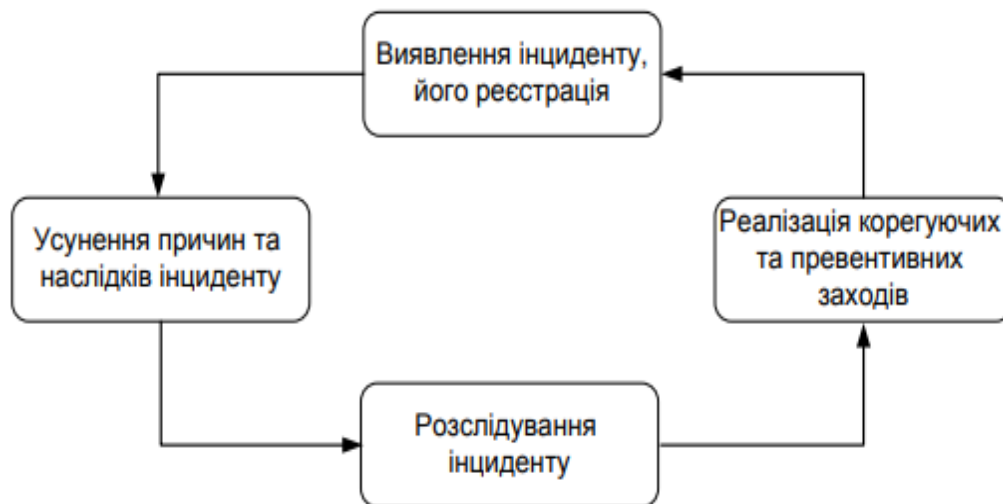 Виявлення інциденту,
його реєстрація
Усунення причин та
наслідків інциденту
Реалізація корегуючих
та превентивних
заходів
Розслідування
інциденту